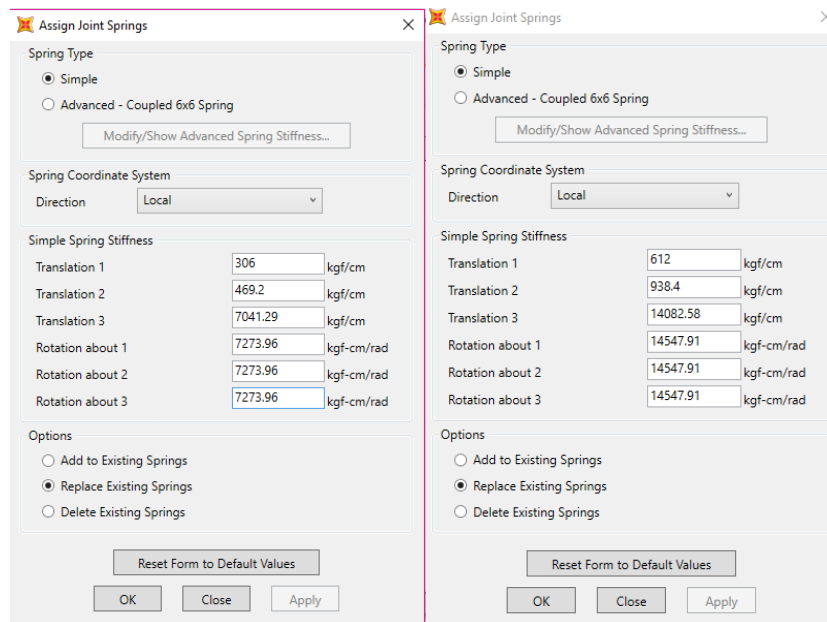 Assign Joint Springs
Spring Type
Simple
Advanced - Coupled 6x6 Spring
Modify/Show Advanced Spring Stiffness...
Spring Coordinate System
Direction Local
Simple Spring Stiffness
Translation 1 306 kgf/cm
Translation 2 469.2 kgf/cm
Translation 3 7041.29 kgf/cm
Rotation about 1 7273.96 kgf-cm/rad
Rotation about 2 7273.96 kgf-cm/rad
Rotation about 3 7273.96 kgf-cm/rad
Options
Add to Existing Springs
Replace Existing Springs
Delete Existing Springs
Reset Form to Default Values
OK Close Apply
Assign Joint Springs
Spring Type
Simple
Advanced - Coupled 6x6 Spring
Modify/Show Advanced Spring Stiffness...
Spring Coordinate System
Direction Local
Simple Spring Stiffness
Translation 1 612 kgf/cm
Translation 2 938.4 kgf/cm
Translation 3 14082.58 kgf/cm
Rotation about 1 14547.91 kgf-cm/rad
Rotation about 2 14547.91 kgf-cm/rad
Rotation about 3 14547.91 kgf-cm/rad
Options
Add to Existing Springs
Replace Existing Springs
Delete Existing Springs
Reset Form to Default Values
OK Close Apply